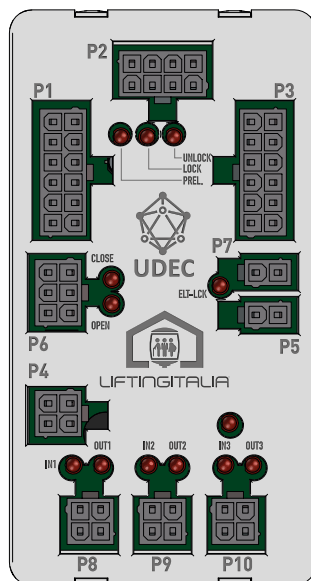 P2
P1
P3
UNLOCK
LOCK
PREL.
UDEC
P7
CLOSE
ELT-LCK
OPEN
P6
P5
P4
LIFTINGITALIA
OUT1
IN2
OUT2
IN3
OUT3
IN1
P8
P9
P10